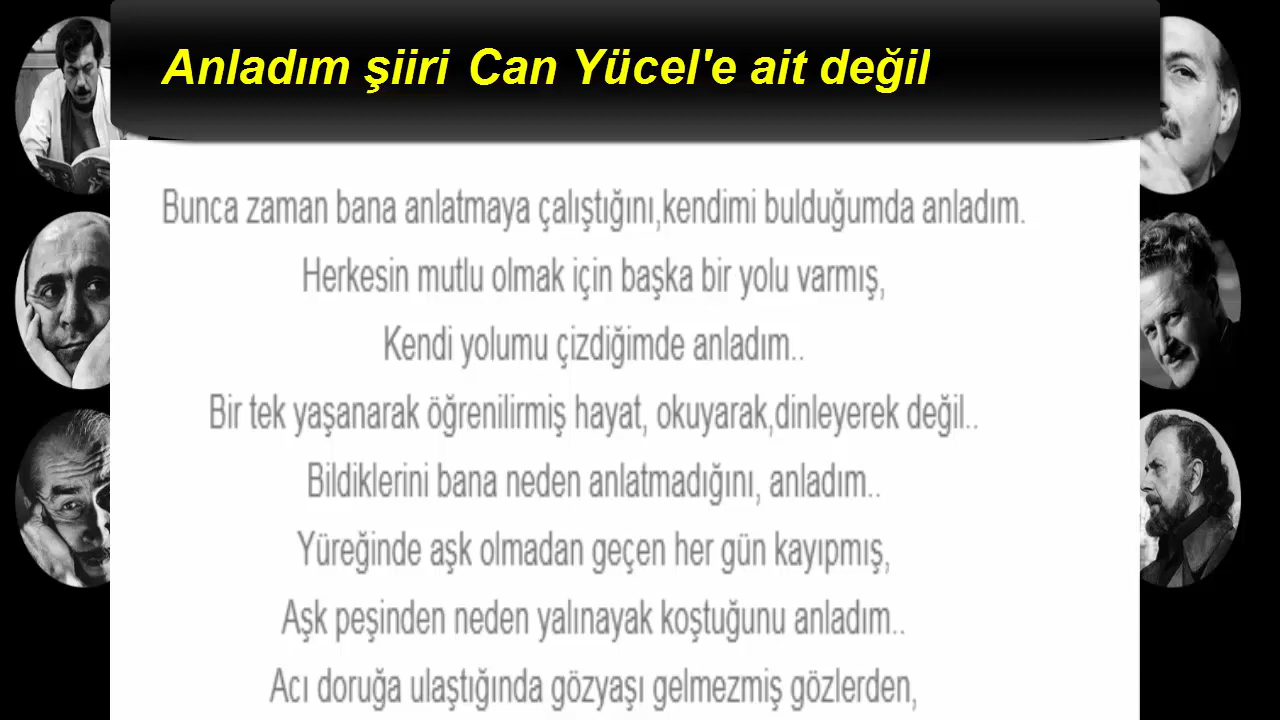 Anladım şiiri Can Yücel'e ait değil
Bunca zaman bana anlatmaya çalıştığını,kendimi bulduğumda anladım.
Herkesin mutlu olmak için başka bir yolu varmış,
Kendi yolumu çizdiğimde anladım..
Bir tek yaşanarak öğrenilirmiş hayat, okuyarak,dinleyerek değil..
Bildiklerini bana neden anlatmadığını, anladım..
Yüreğinde aşk olmadan geçen her gün kayıpmış,
Aşk peşinden neden yalınayak koştuğunu anladım..
Acı doruğa ulaştığında gözyaşı gelmezmiş gözlerden,